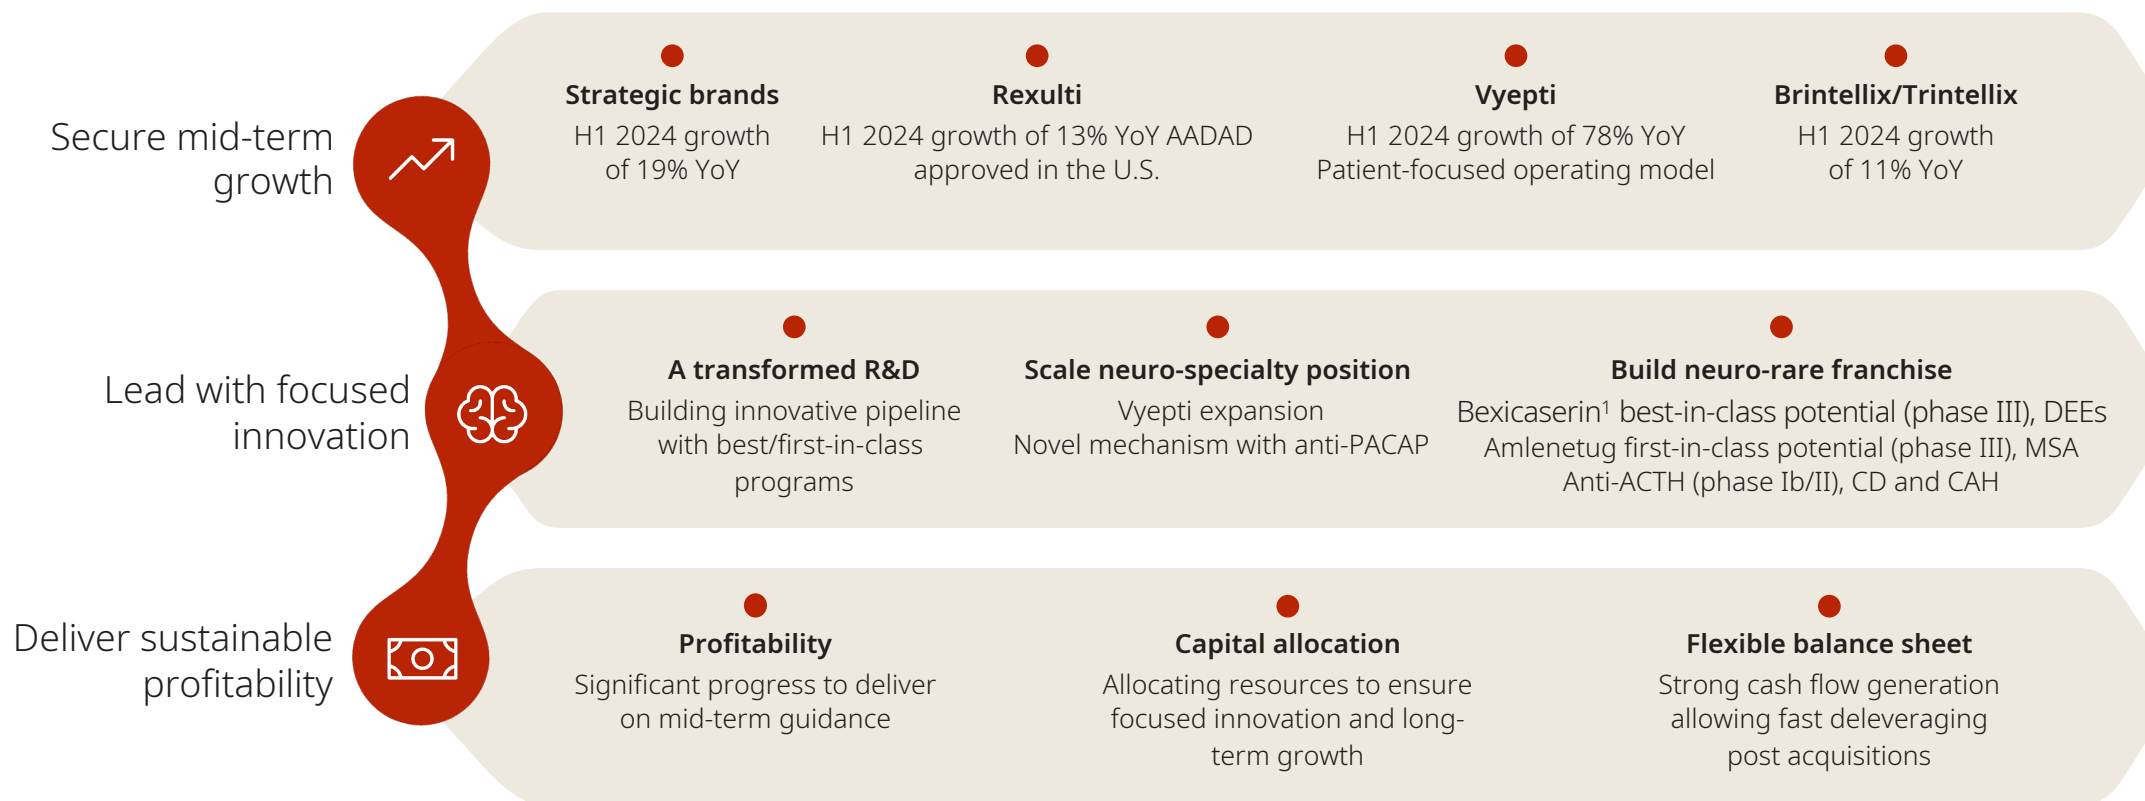 Secure mid-term
growth
Strategic brands
H1 2024 growth
of 19% YoY
Rexulti
H1 2024 growth of 13% YoY AADAD
approved in the U.S.
Vyepti
H1 2024 growth of 78% YoY
Patient-focused operating model
Brintellix/Trintellix
H1 2024 growth
of 11% YoY
Lead with focused
innovation
A transformed R&D
Building innovative pipeline
with best/first-in-class
programs
Scale neuro-specialty position
Vyepti expansion
Novel mechanism with anti-PACAP
Build neuro-rare franchise
Bexicaserin¹ best-in-class potential (phase III), DEEs
Amlenetug first-in-class potential (phase III), MSA
Anti-ACTH (phase Ib/II), CD and CAH
Deliver sustainable
profitability
Profitability
Significant progress to deliver
on mid-term guidance
Capital allocation
Allocating resources to ensure
focused innovation and long-
term growth
Flexible balance sheet
Strong cash flow generation
allowing fast deleveraging
post acquisitions